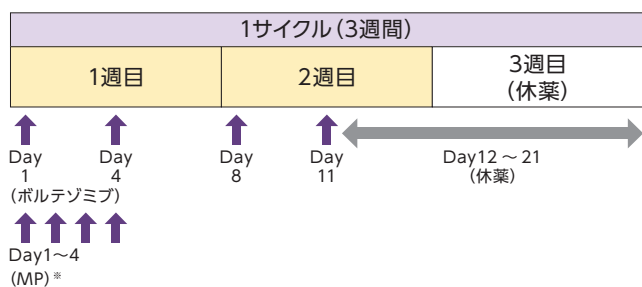 1サイクル(3週間)
1週目
2週目
3週目
(休薬)
Day
1
Day
4
Day
8
Day
11
Day12～21
(休薬)
(ボルテゾミブ)
Day1～4
(MP)※